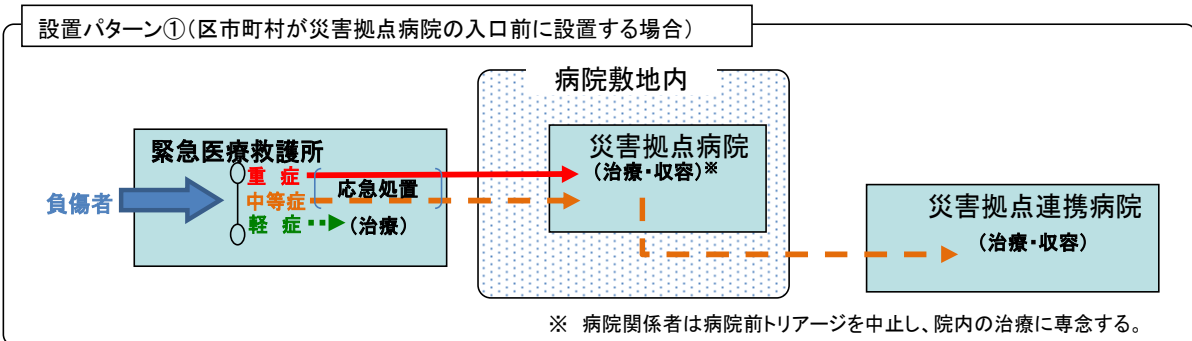 設置パターン①(区市町村が災害拠点病院の入口前に設置する場合)
病院敷地内
緊急医療救護所
負傷者
重 症
中等症
軽 症
応急処置
(治療)
災害拠点病院
(治療・収容)※
災害拠点連携病院
(治療・収容)
※ 病院関係者は病院前トリアージを中止し、院内の治療に専念する。